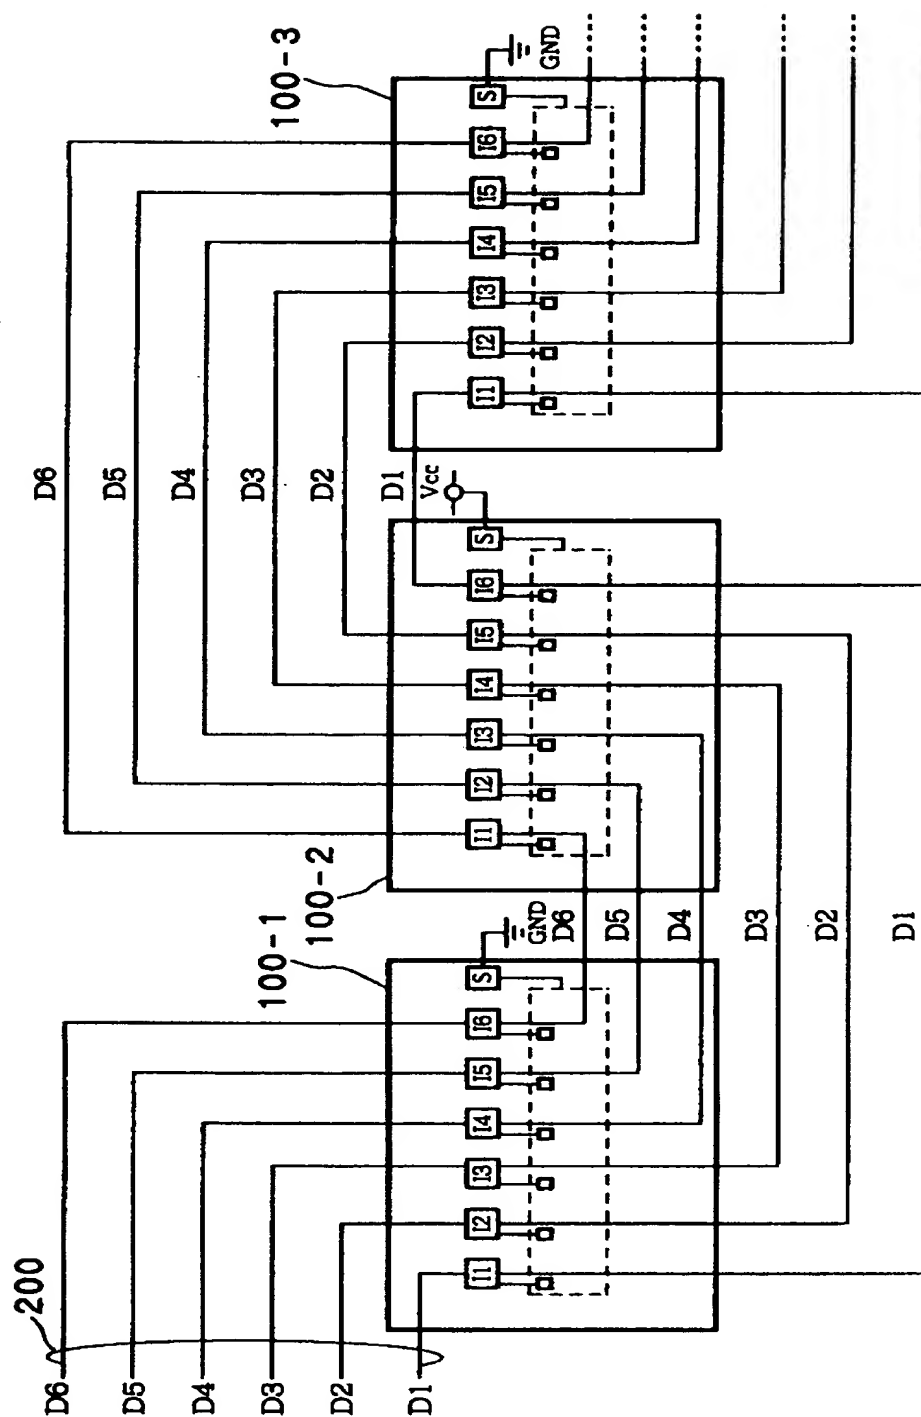 200
D6
D5
D4
D3
D2
D1
D6
D5
D4
D3
D2
D1
100-1
100-2
100-3
I1 I2 I3 I4 I5 I6 S
GND
I1 I2 I3 I4 I5 I6 S
Vcc
I1 I2 I3 I4 I5 I6 S
GND
D6
D5
D4
D3
D2
D1